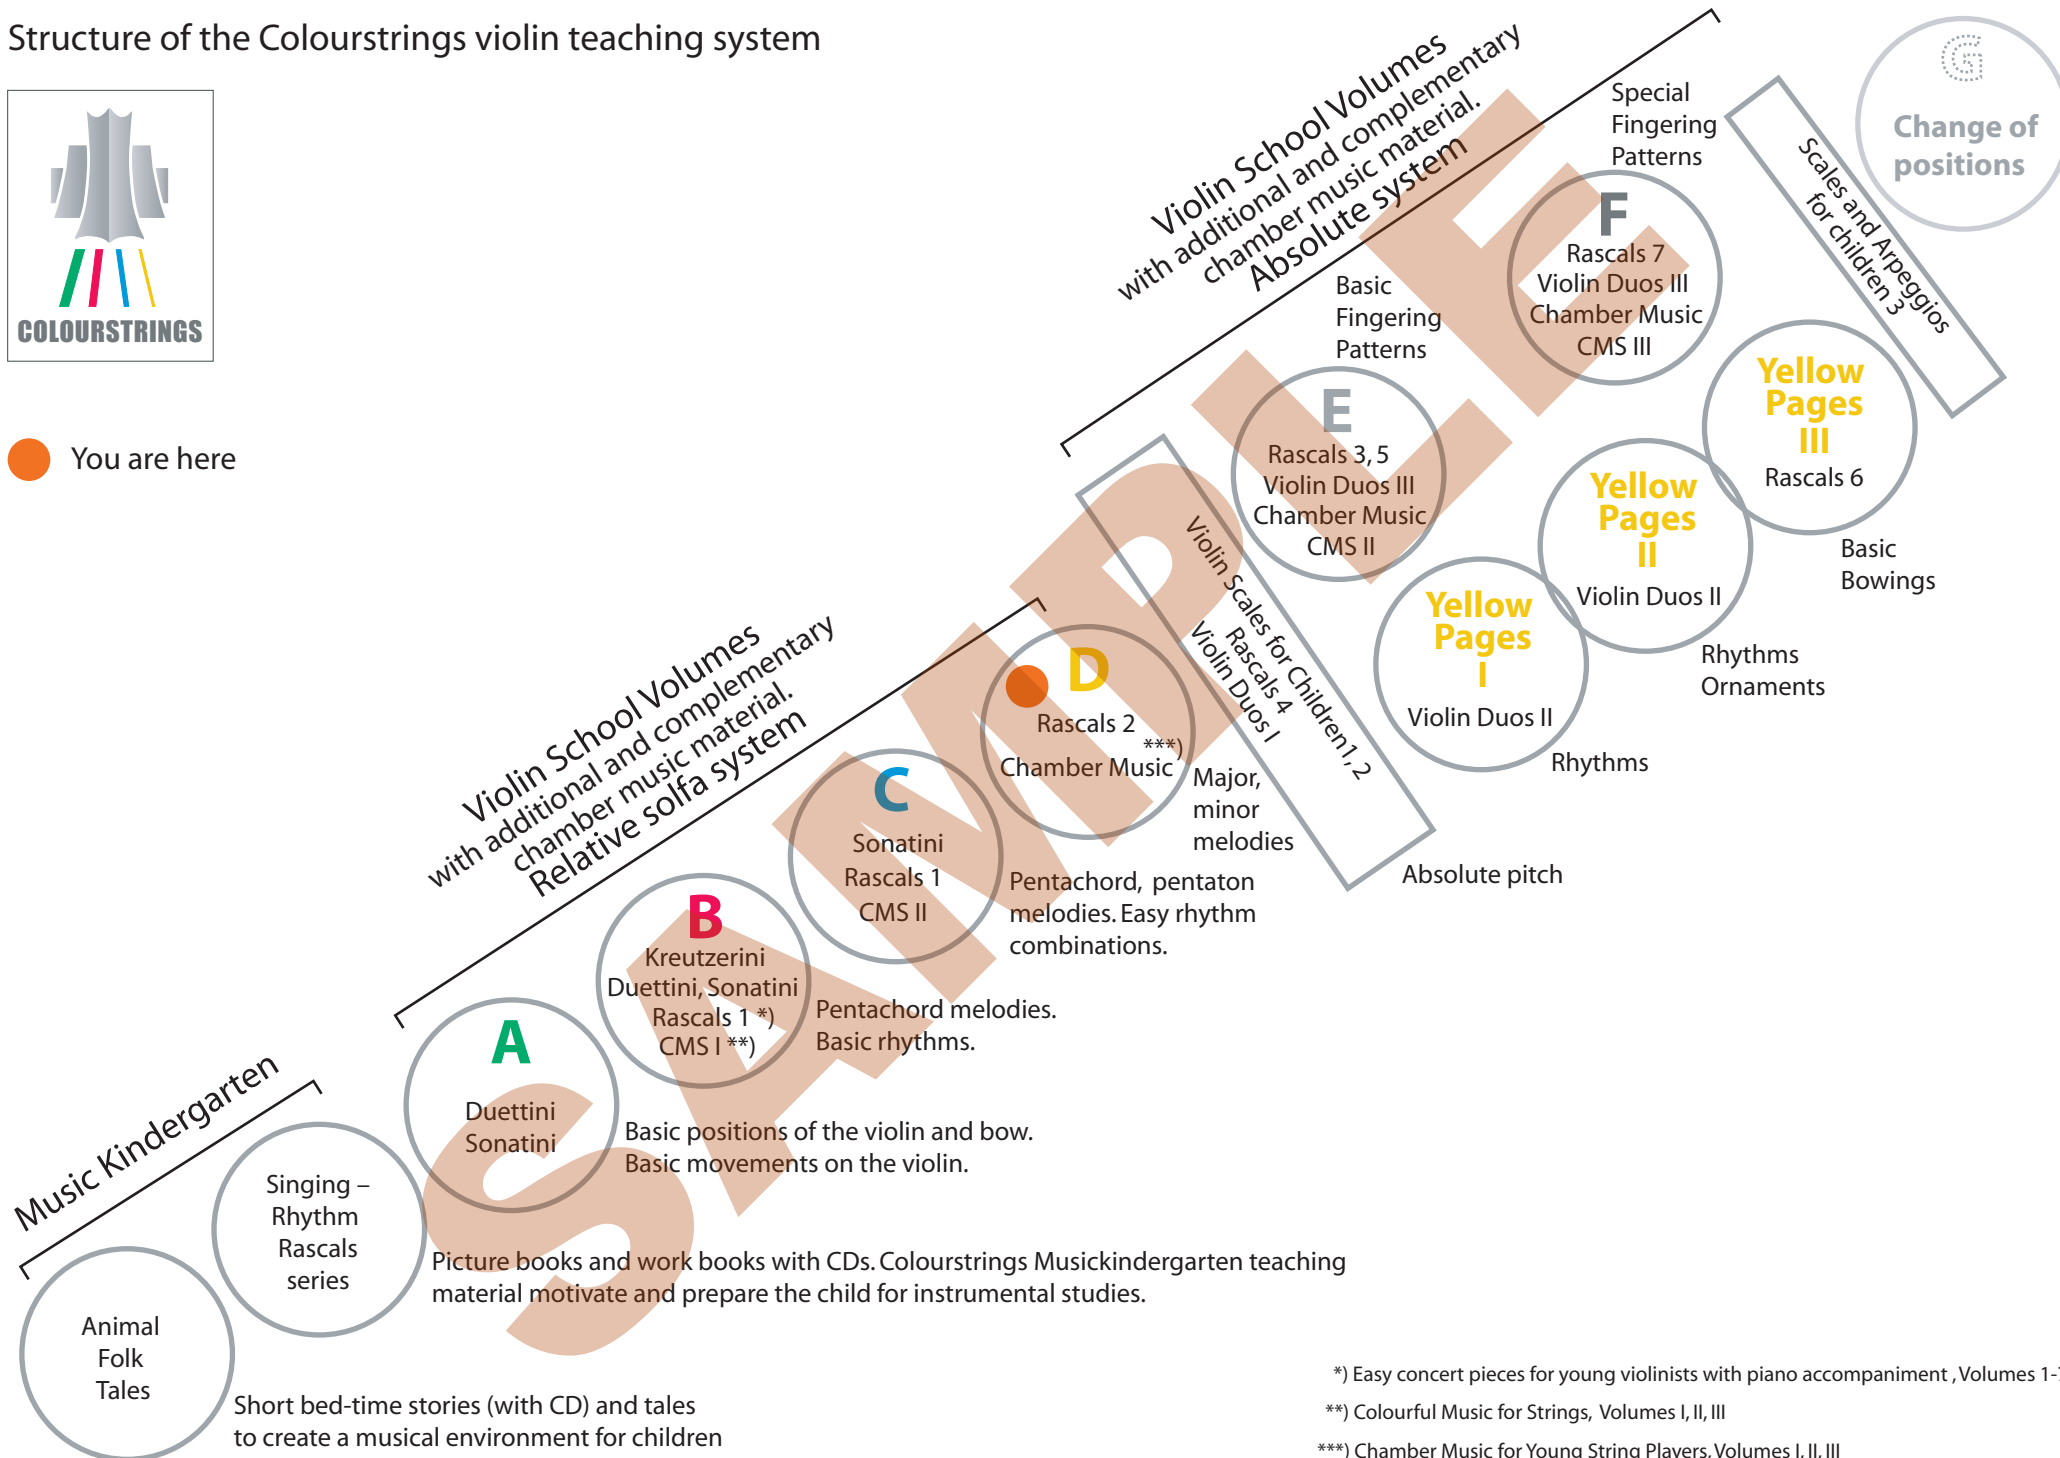 Structure of the Colourstrings violin teaching system
COLOURSTRINGS
You are here
Music Kindergarten
Animal
Folk
Tales
Short bed-time stories (with CD) and tales
to create a musical environment for children
Singing –
Rhythm
Rascals
series
Picture books and work books with CDs. Colourstrings Musickindergarten teaching
material motivate and prepare the child for instrumental studies.
Violin School Volumes
with additional and complementary
chamber music material.
Relative solfa system
A
Duettini
Sonatini
Basic positions of the violin and bow.
Basic movements on the violin.
B
Kreutzerini
Duettini, Sonatini
Rascals 1 *)
CMS I **)
Pentachord melodies.
Basic rhythms.
C
Sonatini
Rascals 1
CMS II
Pentachord, pentaton
melodies. Easy rhythm
combinations.
D
Rascals 2
***)
Chamber Music
Major,
minor
melodies
Violin Scales for Children1, 2
Rascals 4
Violin Duos I
Absolute pitch
Violin School Volumes
with additional and complementary
chamber music material.
Absolute system
Basic
Fingering
Patterns
E
Rascals 3, 5
Violin Duos III
Chamber Music
CMS II
Special
Fingering
Patterns
F
Rascals 7
Violin Duos III
Chamber Music
CMS III
Yellow
Pages
I
Violin Duos II
Rhythms
Yellow
Pages
II
Violin Duos II
Rhythms
Ornaments
Yellow
Pages
III
Rascals 6
Basic
Bowings
Scales and Arpeggios
for children 3
G
Change of
positions
*) Easy concert pieces for young violinists with piano accompaniment , Volumes 1-
**) Colourful Music for Strings, Volumes I, II, III
***) Chamber Music for Young String Players, Volumes I, II, III
SAMPLE